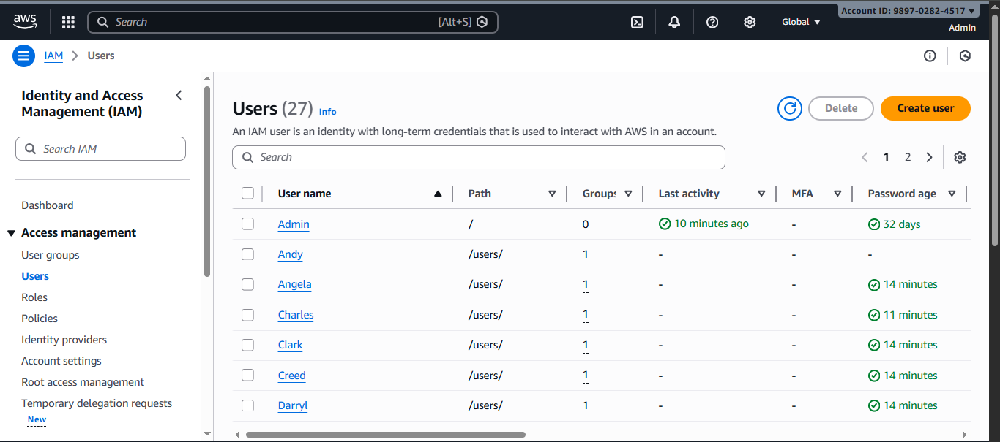 aws
Search [Alt+S]
Global
Account ID: 9897-0282-4517
Admin
IAM > Users
Identity and Access
Management (IAM)
Search IAM
Dashboard
Access management
User groups
Users
Roles
Policies
Identity providers
Account settings
Root access management
Temporary delegation requests
New
Users (27) Info
Delete
Create user
An IAM user is an identity with long-term credentials that is used to interact with AWS in an account.
Search
1 2
User name Path Groups Last activity MFA Password age
Admin / 0 10 minutes ago - 32 days
Andy /users/ 1 - - -
Angela /users/ 1 - - 14 minutes
Charles /users/ 1 - - 11 minutes
Clark /users/ 1 - - 14 minutes
Creed /users/ 1 - - 14 minutes
Darryl /users/ 1 - - 14 minutes